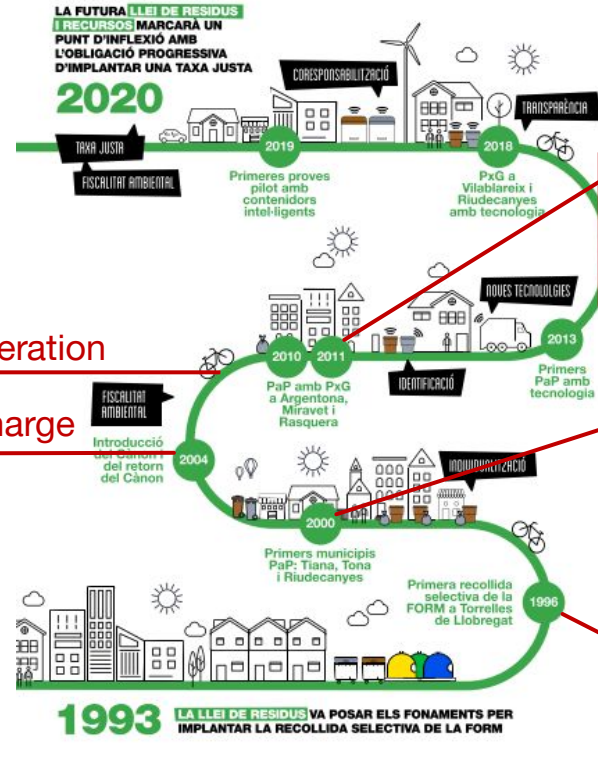 LA FUTURA LLEI DE RESIDUS
I RECURSOS MARCARÀ UN
PUNT D'INFLEXIÓ AMB
L'OBLIGACIÓ PROGRESSIVA
D'IMPLANTAR UNA TAXA JUSTA
2020
CORESPONSABILITZACIÓ
TRANSPARÈNCIA
TAXA JUSTA
FISCALITAT AMBIENTAL
2019
Primeres proves
pilot amb
contenidors
intel·ligents
2018
PxG a
Vilablareix i
Riudecanyes
amb tecnologia
NOVES TECNOLOLGIES
2013
Primers
PaP amb
tecnologia
IDENTIFICACIÓ
2010
2011
PaP amb PxG
a Argentona,
Miravet i
Rasquera
eration
FISCALITAT
AMBIENTAL
harge
2004
Introducció
del Cànon i
del retorn
del Cànon
INDIVIDUALITZACIÓ
2000
Primers municipis
PaP: Tiana, Tona
i Riudecanyes
1996
Primera recollida
selectiva de la
FORM a Torrelles
de Llobregat
1993
LA LLEI DE RESIDUS VA POSAR ELS FONAMENTS PER
IMPLANTAR LA RECOLLIDA SELECTIVA DE LA FORM